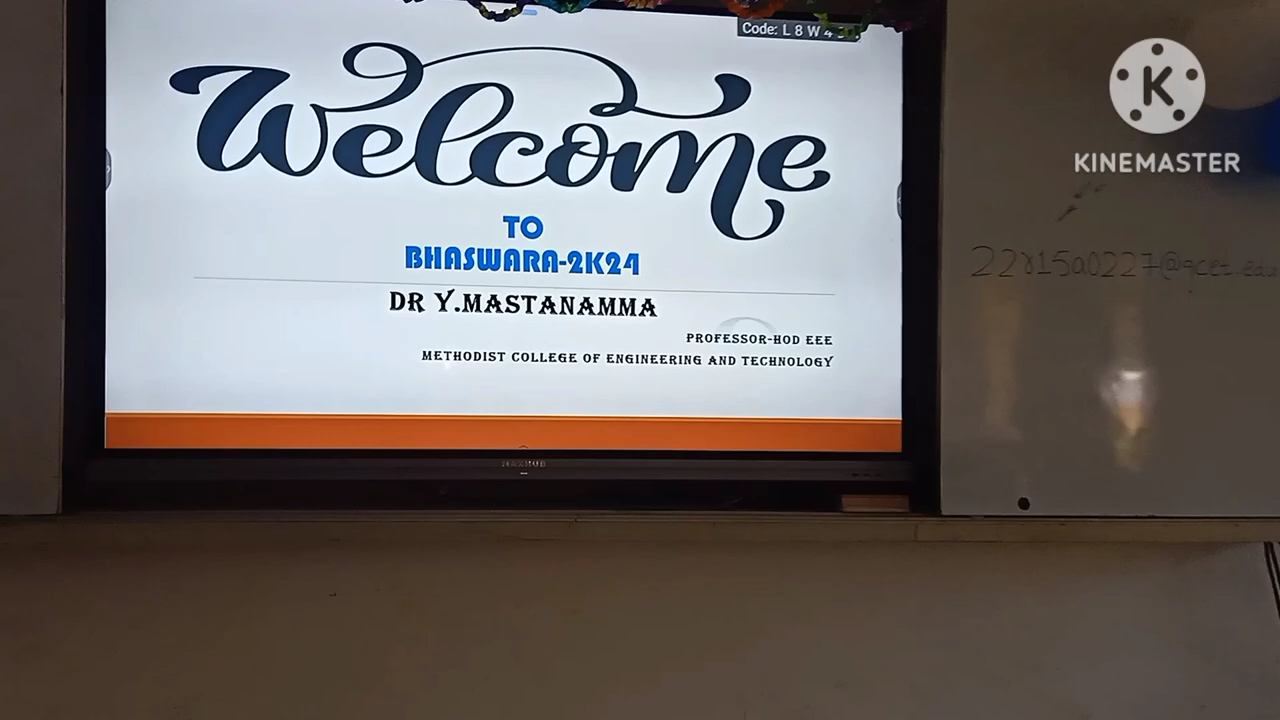 Code: L 8 W 4
Welcome
TO
BHASWARA-2K24
DR Y.MASTANAMMA
PROFESSOR-HOD EEE
METHODIST COLLEGE OF ENGINEERING AND TECHNOLOGY
MAXHUB
K
KINEMASTER